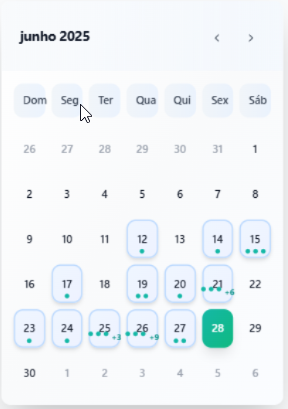 junho 2025
Dom Seg Ter Qua Qui Sex Sáb
26 27 28 29 30 31 1
2 3 4 5 6 7 8
9 10 11 12 13 14 15
16 17 18 19 20 21 +6 22
23 24 25 +3 26 +9 27 28 29
30 1 2 3 4 5 6